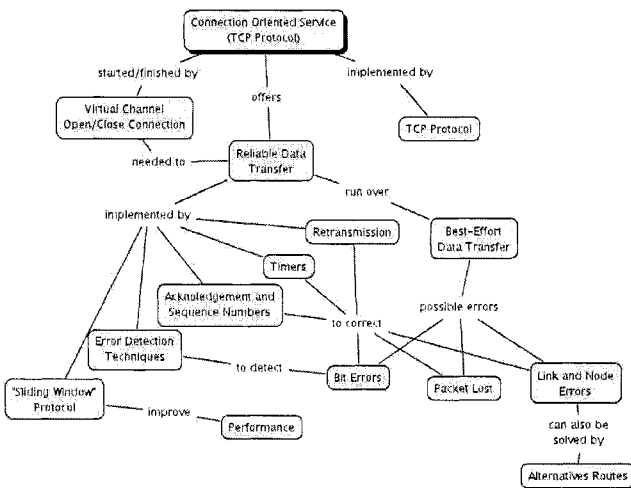 Connection Oriented Service
(TCP Protocol)
started/finished by
implemented by
offers
Virtual Channel
Open/Close Connection
TCP Protocol
needed to
Reliable Data
Transfer
run over
implemented by
Retransmission
Best-Effort
Data Transfer
Timers
Acknoledgement and
Sequence Numbers
to correct
possible errors
Error Detection
Techniques
to detect
Bit Errors
Packet Lost
Link and Node
Errors
"Sliding Window"
Protocol
improve
Performance
can also be
solved by
Alternatives Routes